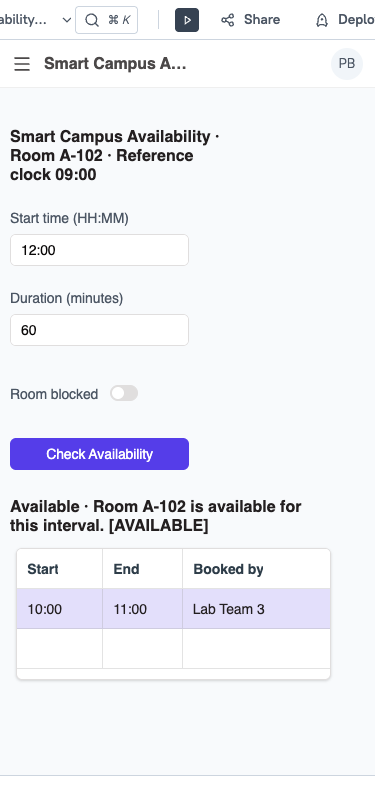 ability...
⌘ K
Share
Deplo
Smart Campus A...
PB
Smart Campus Availability ·
Room A-102 · Reference
clock 09:00
Start time (HH:MM)
12:00
Duration (minutes)
60
Room blocked
Check Availability
Available · Room A-102 is available for
this interval. [AVAILABLE]
Start End Booked by
10:00 11:00 Lab Team 3